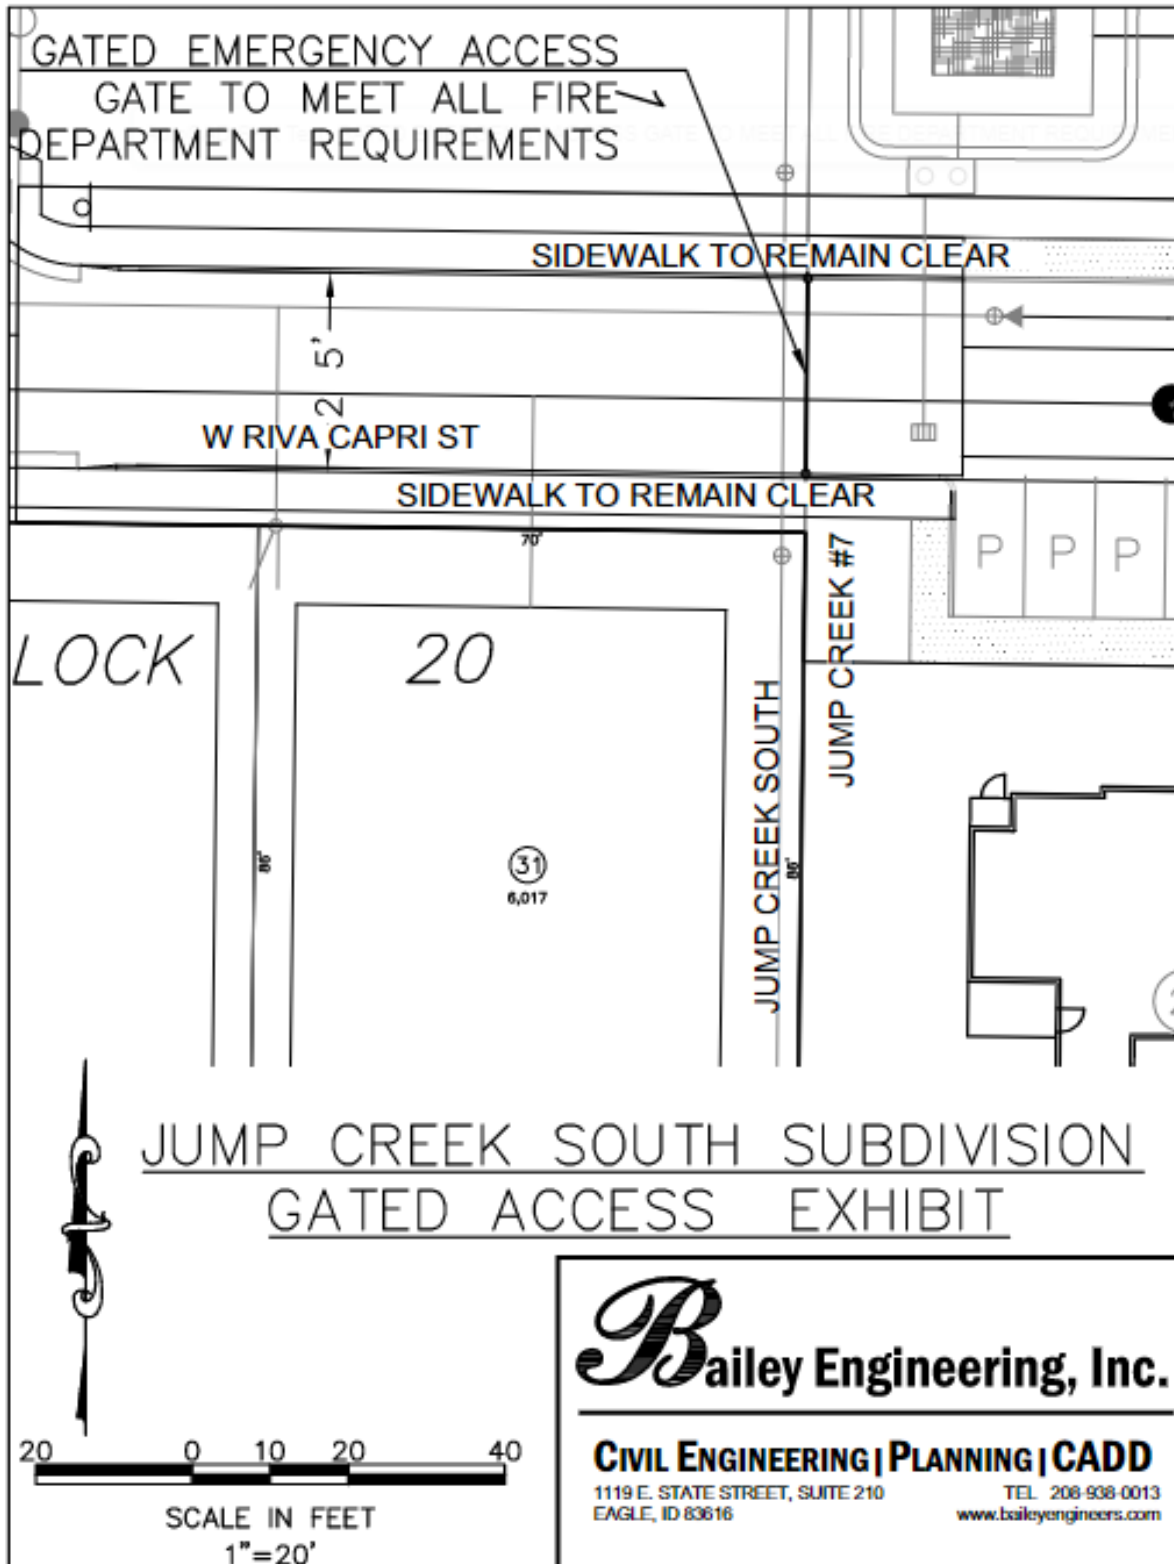 GATED EMERGENCY ACCESS
GATE TO MEET ALL FIRE
DEPARTMENT REQUIREMENTS
SIDEWALK TO REMAIN CLEAR
25'
W RIVA CAPRI ST
SIDEWALK TO REMAIN CLEAR
70'
P P P
JUMP CREEK #7
LOCK 20
JUMP CREEK SOUTH
86'
86'
31
6,017
JUMP CREEK SOUTH SUBDIVISION
GATED ACCESS EXHIBIT
Bailey Engineering, Inc.
20 0 10 20 40
SCALE IN FEET
1"=20'
CIVIL ENGINEERING | PLANNING | CADD
1119 E. STATE STREET, SUITE 210 TEL 208-938-0013
EAGLE, ID 83616 www.baileyengineers.com